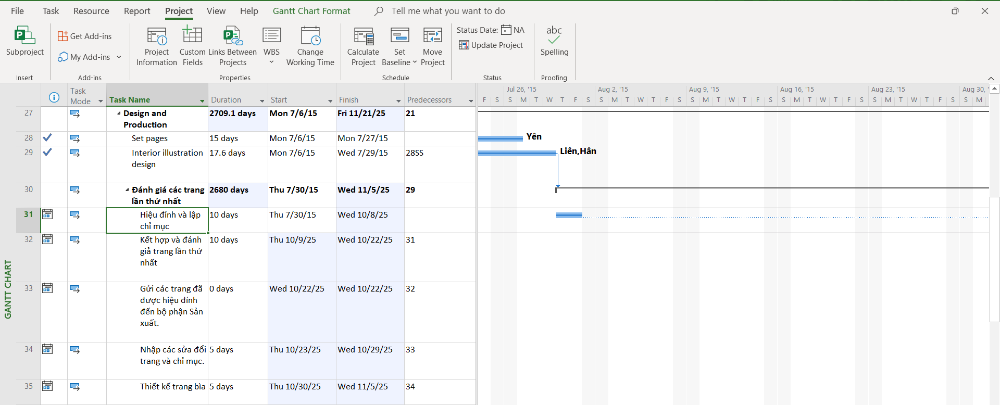 File Task Resource Report Project View Help Gantt Chart Format Tell me what you want to do
Subproject
Insert
Get Add-ins
My Add-ins
Add-ins
Project Information
Custom Fields
Links Between Projects
WBS
Change Working Time
Properties
Calculate Project
Set Baseline
Move Project
Schedule
Status Date: NA
Update Project
Status
abc
Spelling
Proofing
GANTT CHART
Task Mode Task Name Duration Start Finish Predecessors
Jul 26, '15 Aug 2, '15 Aug 9, '15 Aug 16, '15 Aug 23, '15 Aug 30, '
F S S M T W T F S S M T W T F S S M T W T F S S M T W T F S S M T W T F S S M
27 Design and Production 2709.1 days Mon 7/6/15 Fri 11/21/25 21
28 Set pages 15 days Mon 7/6/15 Mon 7/27/15
Yên
29 Interior illustration design 17.6 days Mon 7/6/15 Wed 7/29/15 28SS
Liên,Hân
30 Đánh giá các trang lần thứ nhất 2680 days Thu 7/30/15 Wed 11/5/25 29
31 Hiệu đỉnh và lập chỉ mục 10 days Thu 7/30/15 Wed 10/8/25
32 Kết hợp và đánh giả trang lần thứ nhất 10 days Thu 10/9/25 Wed 10/22/25 31
33 Gửi các trang đã được hiệu đính đến bộ phận Sản xuất. 0 days Wed 10/22/25 Wed 10/22/25 32
34 Nhập các sửa đổi trang và chỉ mục. 5 days Thu 10/23/25 Wed 10/29/25 33
35 Thiết kế trang bìa 5 days Thu 10/30/25 Wed 11/5/25 34